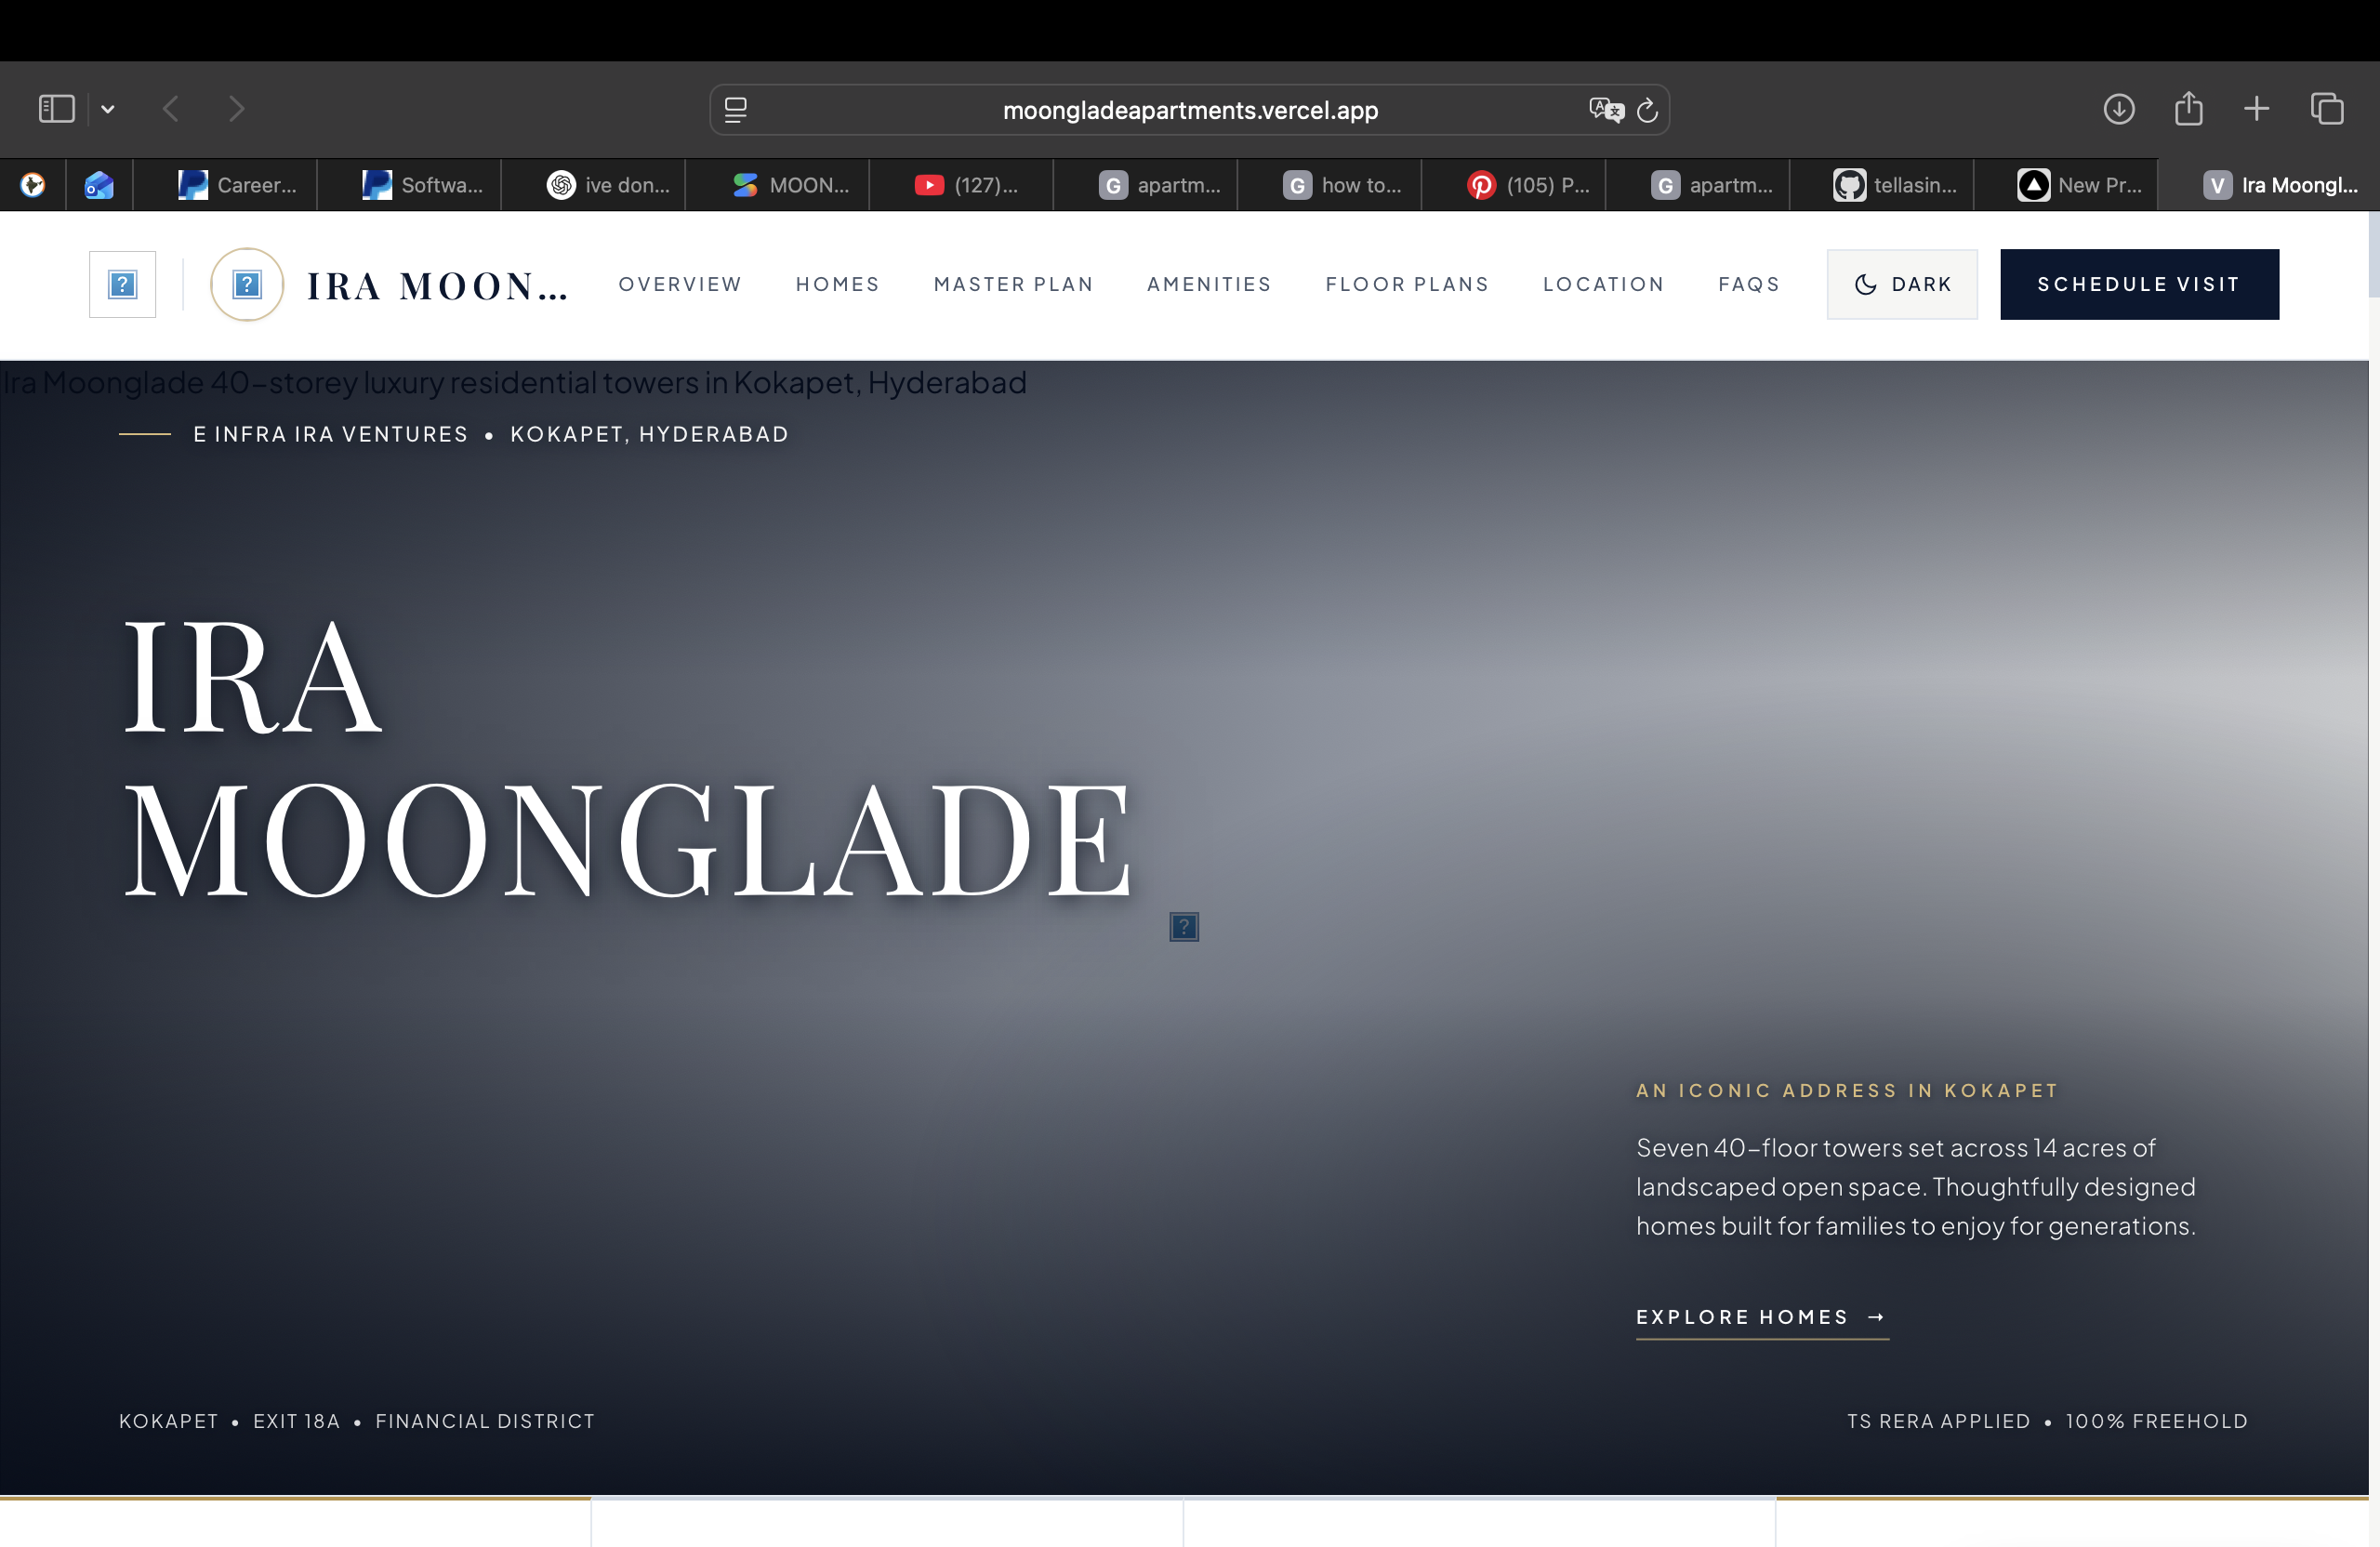 moongladeapartments.vercel.app
Career...
Softwa...
ive don...
MOON...
(127)...
apartm...
how to...
(105) P...
apartm...
tellasin...
New Pr...
Ira Moongl...
IRA MOON...
OVERVIEW
HOMES
MASTER PLAN
AMENITIES
FLOOR PLANS
LOCATION
FAQS
DARK
SCHEDULE VISIT
Ira Moonglade 40-storey luxury residential towers in Kokapet, Hyderabad
E INFRA IRA VENTURES • KOKAPET, HYDERABAD
IRA
MOONGLADE
AN ICONIC ADDRESS IN KOKAPET
Seven 40-floor towers set across 14 acres of
landscaped open space. Thoughtfully designed
homes built for families to enjoy for generations.
EXPLORE HOMES →
KOKAPET • EXIT 18A • FINANCIAL DISTRICT
TS RERA APPLIED • 100% FREEHOLD